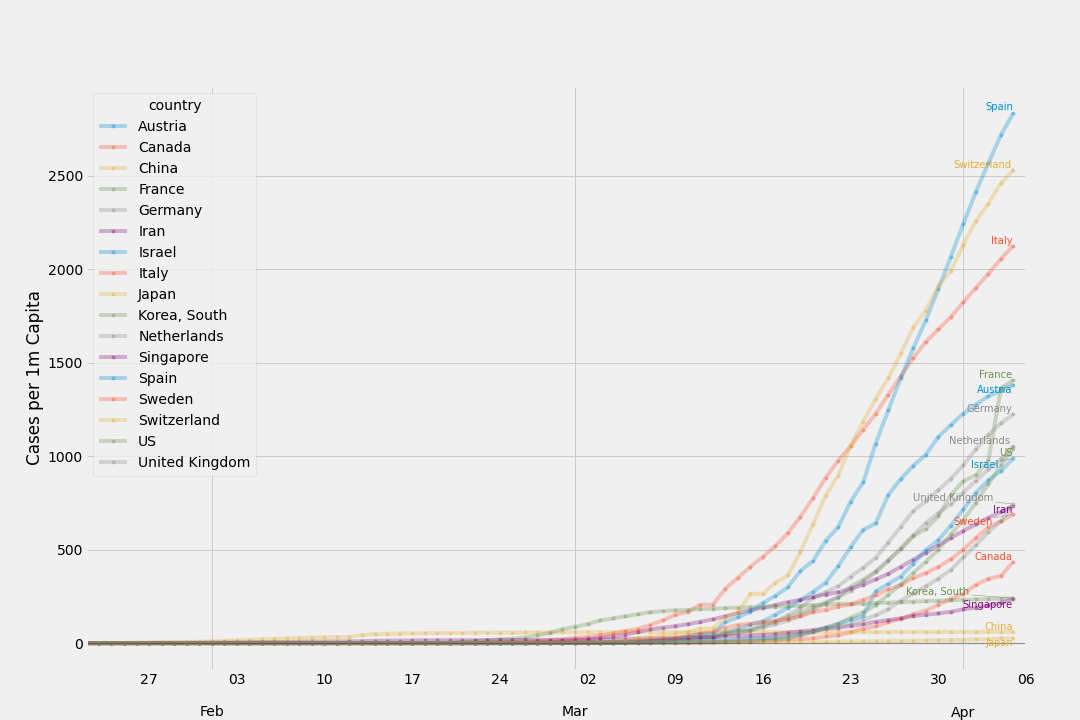 country
Austria
Canada
China
France
Germany
Iran
Israel
Italy
Japan
Korea, South
Netherlands
Singapore
Spain
Sweden
Switzerland
US
United Kingdom
Cases per 1m Capita
2500
2000
1500
1000
500
0
Spain
Switzerland
Italy
France
Austria
Germany
Netherlands
US
Israel
United Kingdom
Iran
Sweden
Canada
Korea, South
Singapore
China
Japan
27 03 10 17 24 02 09 16 23 30 06
Feb Mar Apr